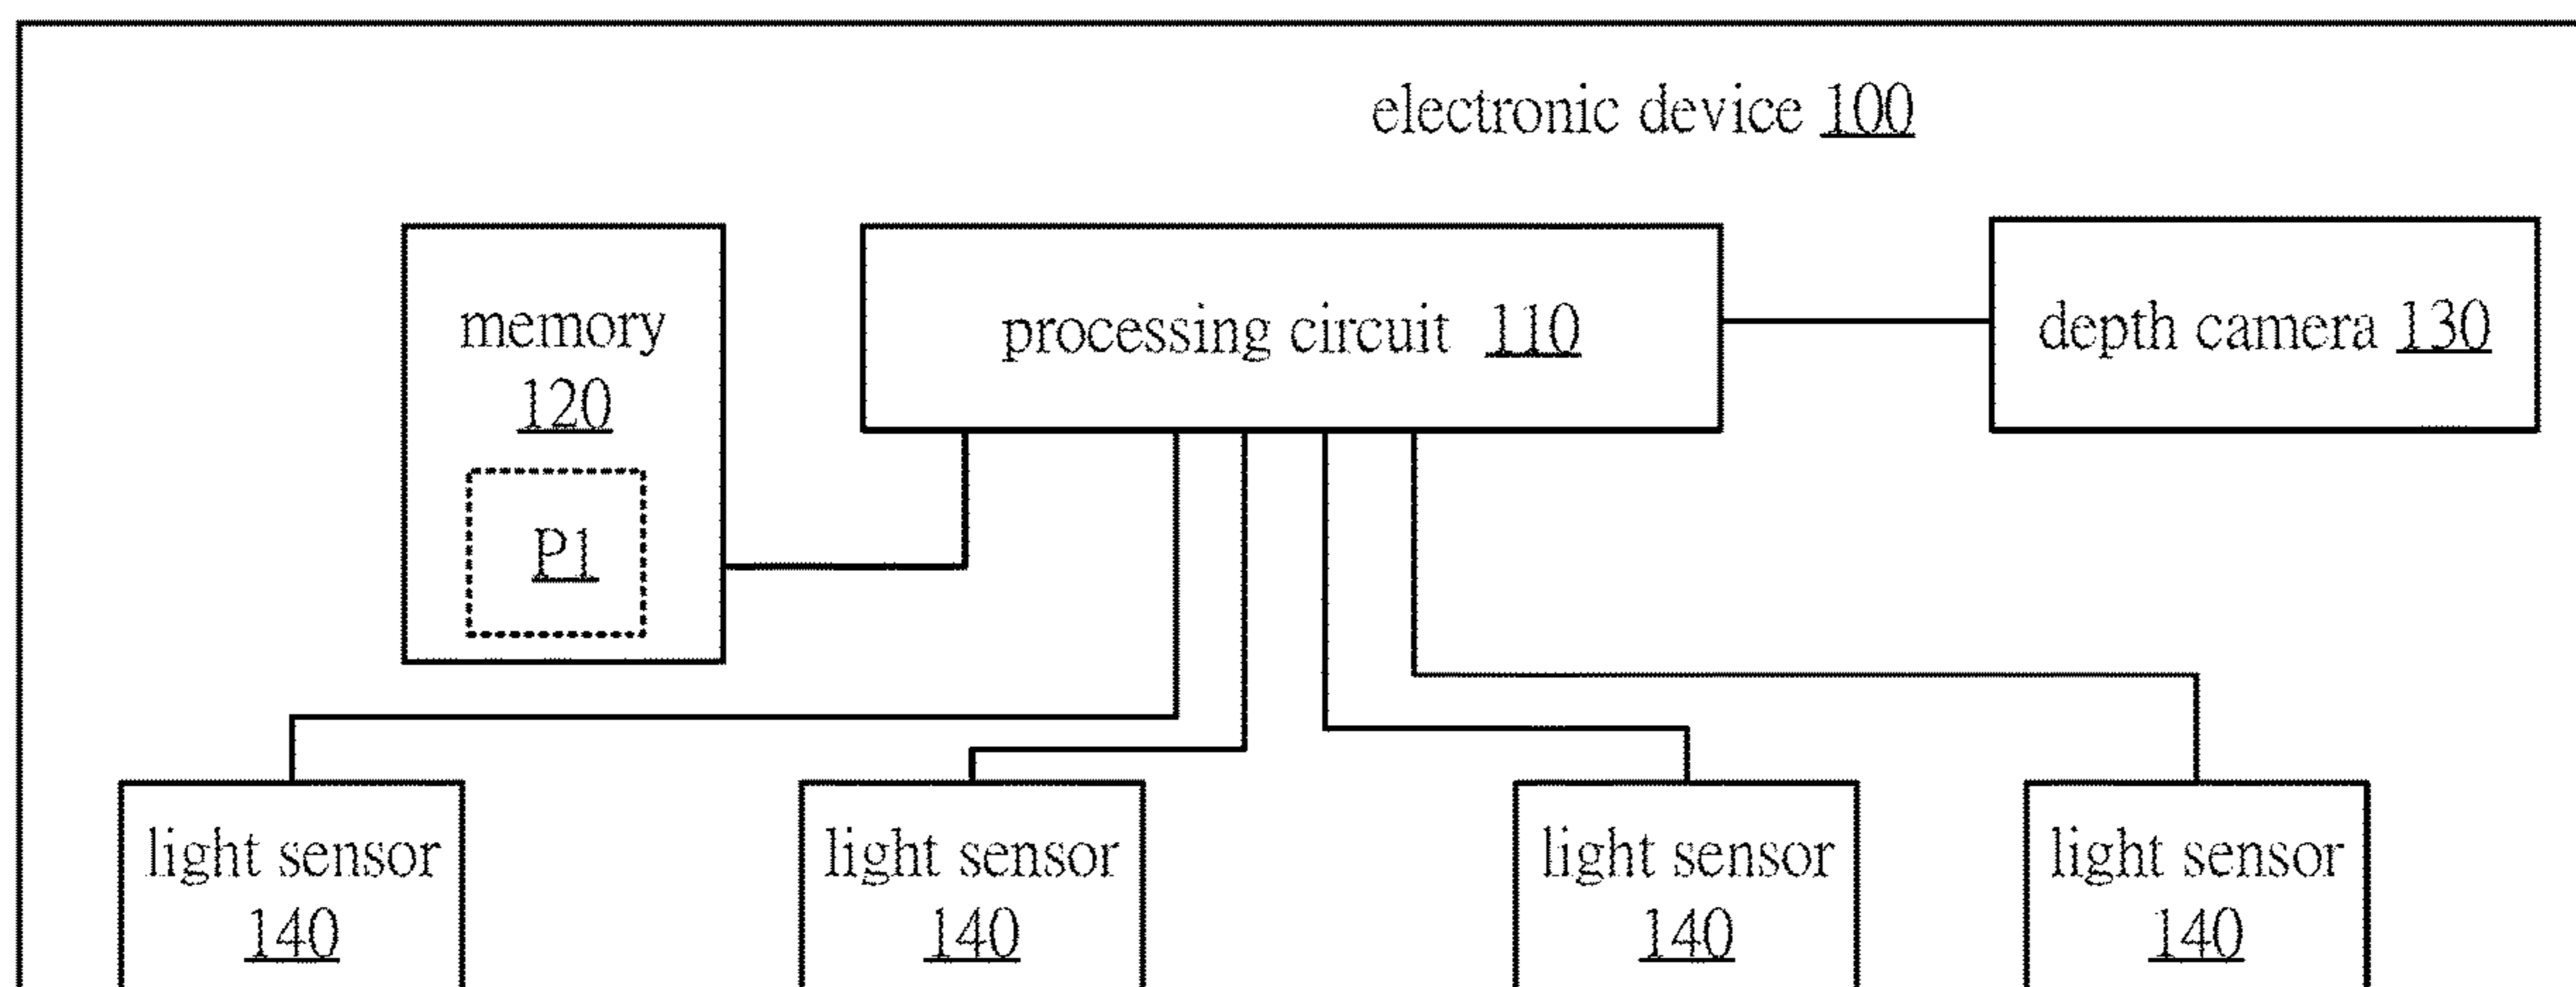 electronic device 100
memory
120
P1
processing circuit 110
depth camera 130
light sensor
140
light sensor
140
light sensor
140
light sensor
140